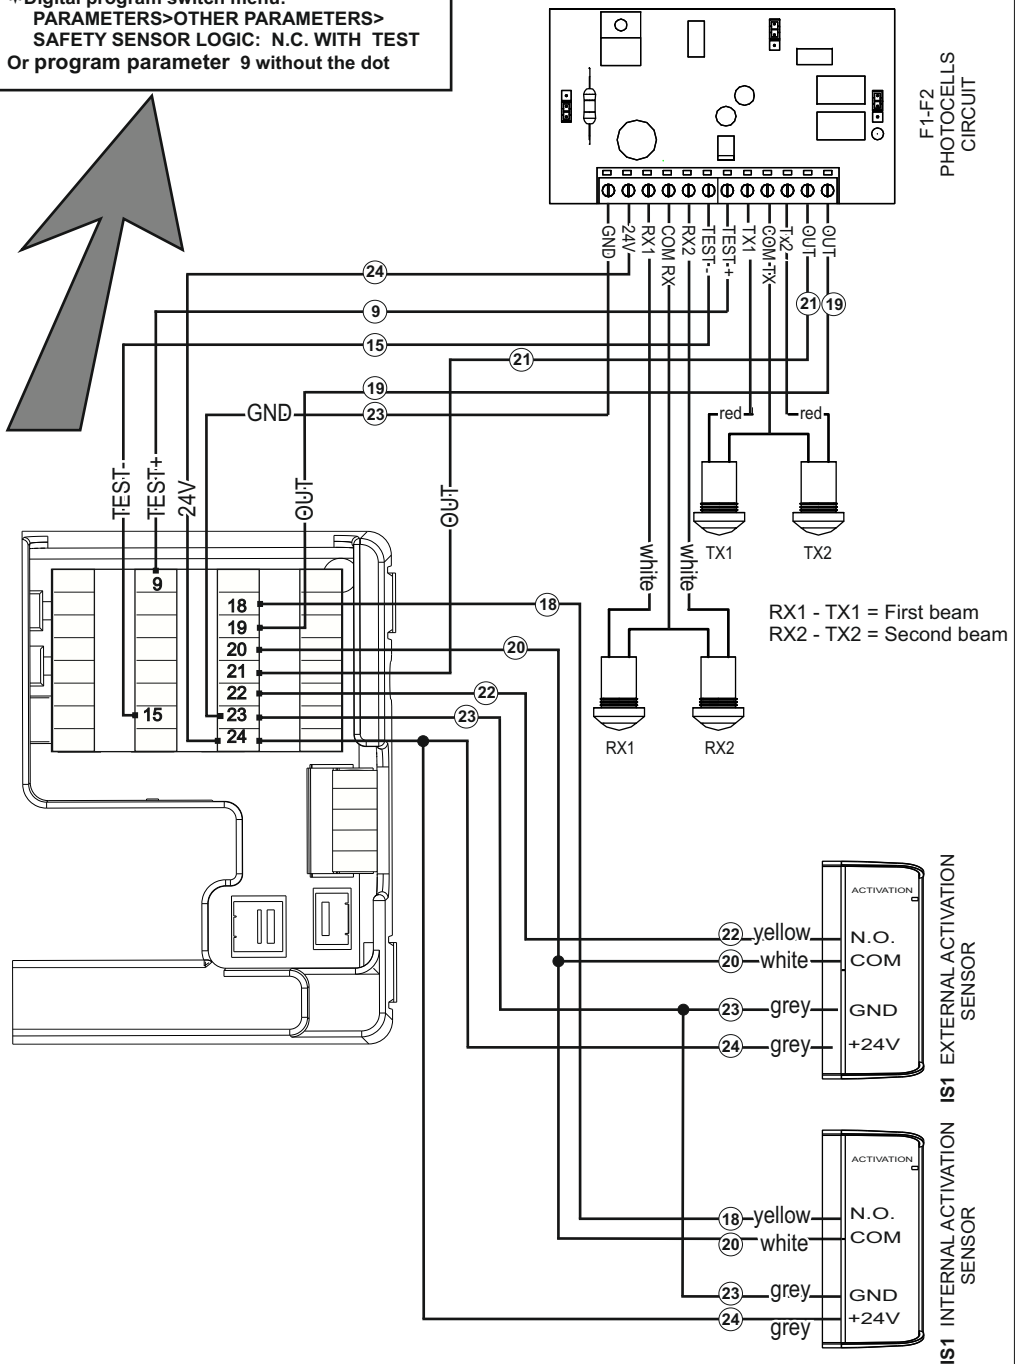 *Digital program switch menu:
PARAMETERS>OTHER PARAMETERS>
SAFETY SENSOR LOGIC: N.C. WITH TEST
Or program parameter 9 without the dot
F1-F2
PHOTOCELLS
CIRCUIT
GND
24V
RX1
COM RX
RX2
TEST-
TEST+
TX1
COM TX
Tx2
OUT
OUT
24
9
15
21
19
23
GND
21
19
red
red
TEST-
TEST+
24V
OUT
OUT
white
white
TX1
TX2
RX1 - TX1 = First beam
RX2 - TX2 = Second beam
RX1
RX2
9
15
18
19
20
21
22
23
24
18
20
22
23
ACTIVATION
22 yellow N.O.
20 white COM
23 grey GND
24 grey +24V
IS1 EXTERNAL ACTIVATION
SENSOR
ACTIVATION
18 yellow N.O.
20 white COM
23 grey GND
24 grey +24V
IS1 INTERNAL ACTIVATION
SENSOR